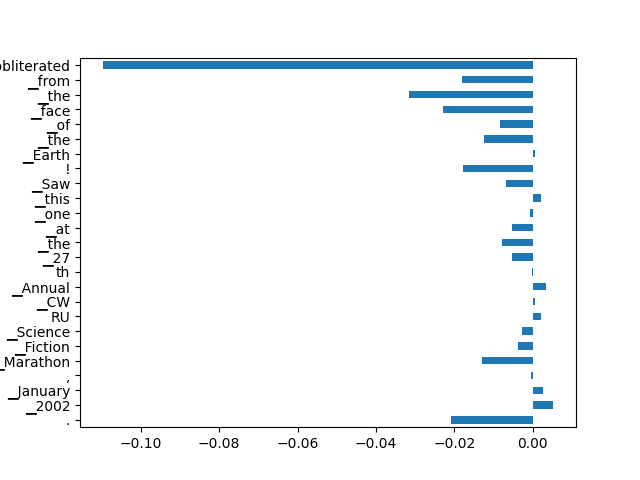 obliterated
_from
_the
_face
_of
_the
_Earth
!
_Saw
_this
_one
_at
_the
_27
th
_Annual
_CW
RU
_Science
_Fiction
_Marathon
,
_January
_2002
.
−0.10 −0.08 −0.06 −0.04 −0.02 0.00